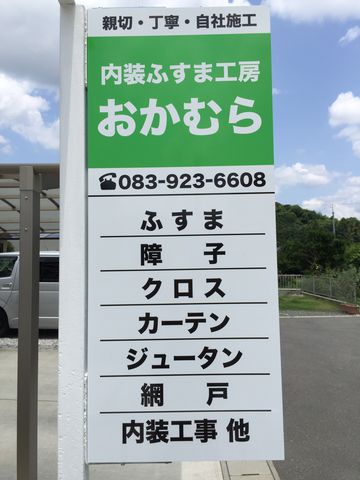 親切・丁寧・自社施工
内装ふすま工房
おかむら
☎083-923-6608
ふすま
障子
クロス
カーテン
ジュータン
網戸
内装工事 他